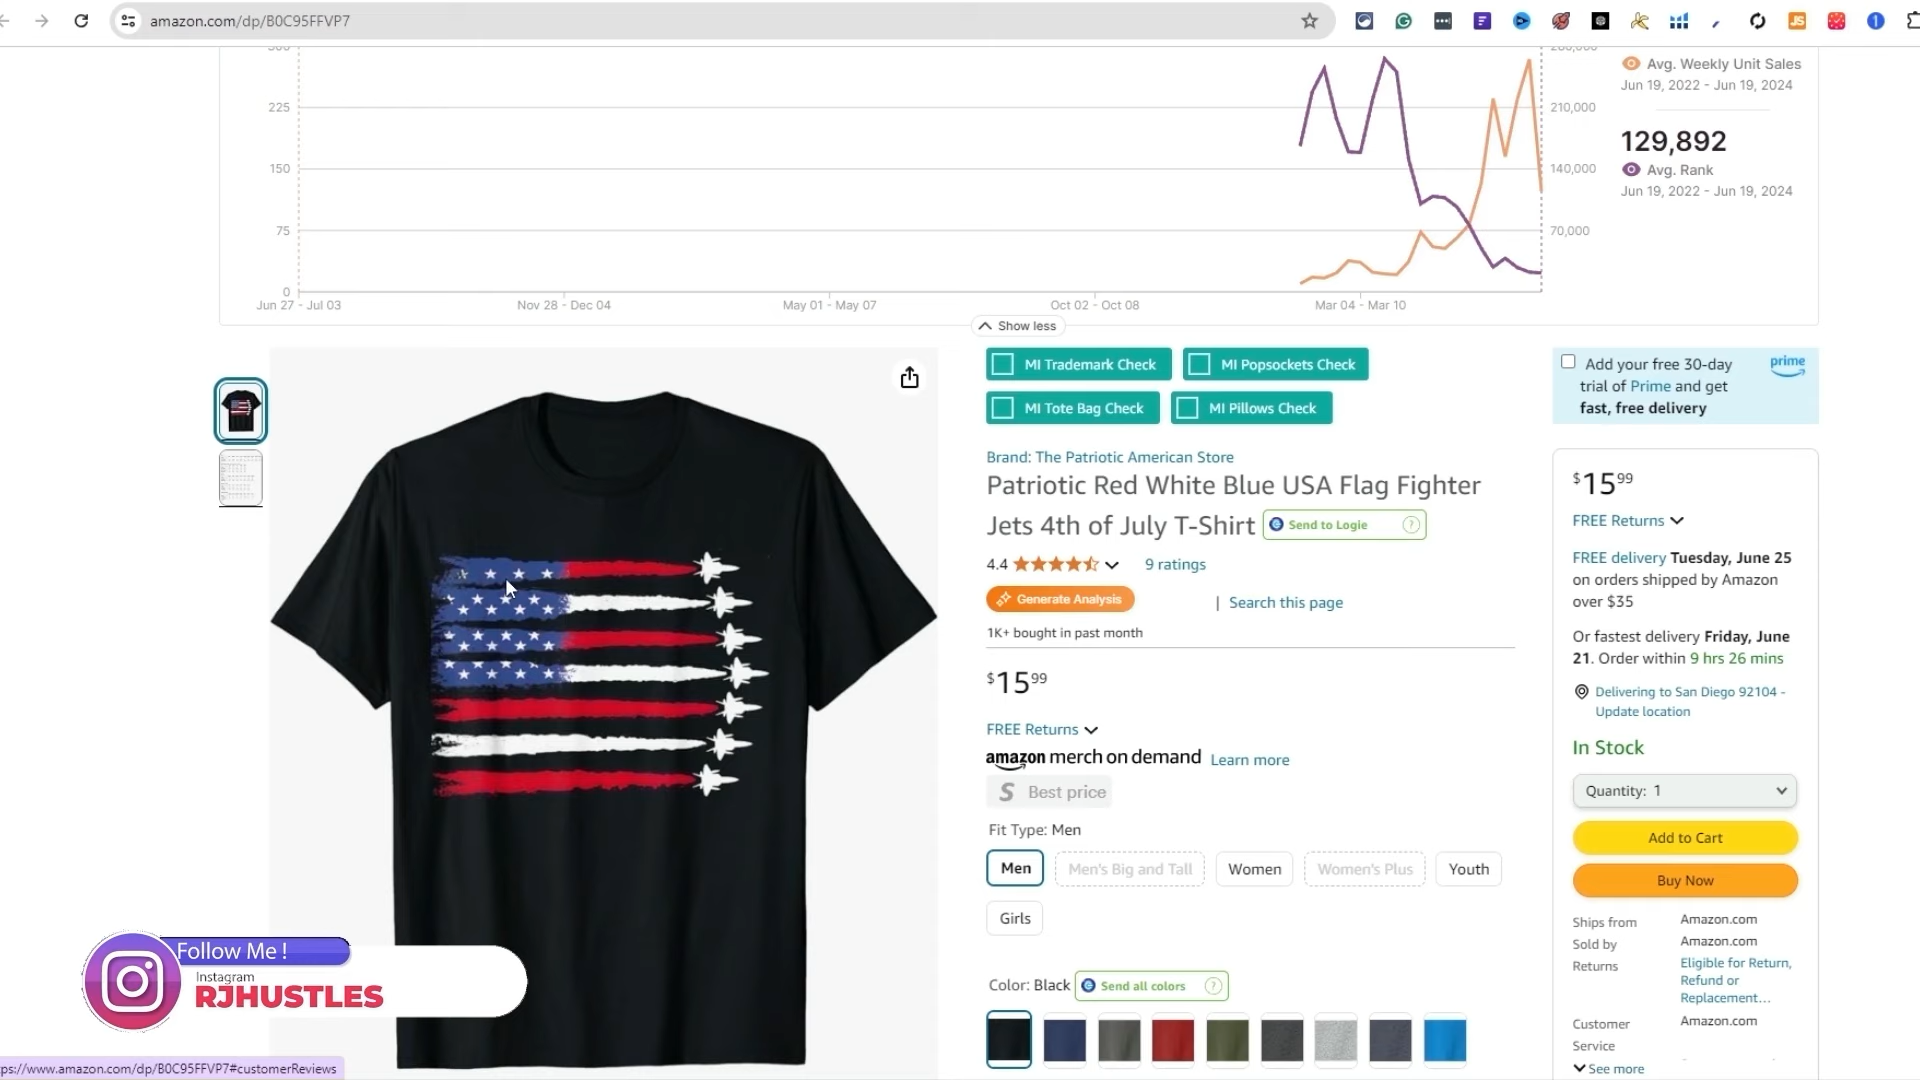 amazon.com/dp/B0C95FFVP7
225
150
75
0
210,000
140,000
70,000
Jun 27 - Jul 03
Nov 28 - Dec 04
May 01 - May 07
Oct 02 - Oct 08
Mar 04 - Mar 10
Avg. Weekly Unit Sales
Jun 19, 2022 - Jun 19, 2024
129,892
Avg. Rank
Jun 19, 2022 - Jun 19, 2024
Show less
MI Trademark Check
MI Popsockets Check
MI Tote Bag Check
MI Pillows Check
Brand: The Patriotic American Store
Patriotic Red White Blue USA Flag Fighter
Jets 4th of July T-Shirt
Send to Logie ?
4.4
9 ratings
Generate Analysis
| Search this page
1K+ bought in past month
$15 99
FREE Returns
amazon merch on demand Learn more
S Best price
Fit Type: Men
Men
Men's Big and Tall
Women
Women's Plus
Youth
Girls
Color: Black
Send all colors ?
Add your free 30-day
trial of Prime and get
fast, free delivery
prime
$15 99
FREE Returns
FREE delivery Tuesday, June 25
on orders shipped by Amazon
over $35
Or fastest delivery Friday, June
21. Order within 9 hrs 26 mins
Delivering to San Diego 92104 -
Update location
In Stock
Quantity: 1
Add to Cart
Buy Now
Ships from Amazon.com
Sold by Amazon.com
Returns Eligible for Return,
Refund or
Replacement...
Customer Amazon.com
Service
See more
Follow Me !
Instagram
RJHUSTLES
ps://www.amazon.com/dp/B0C95FFVP7#customerReviews